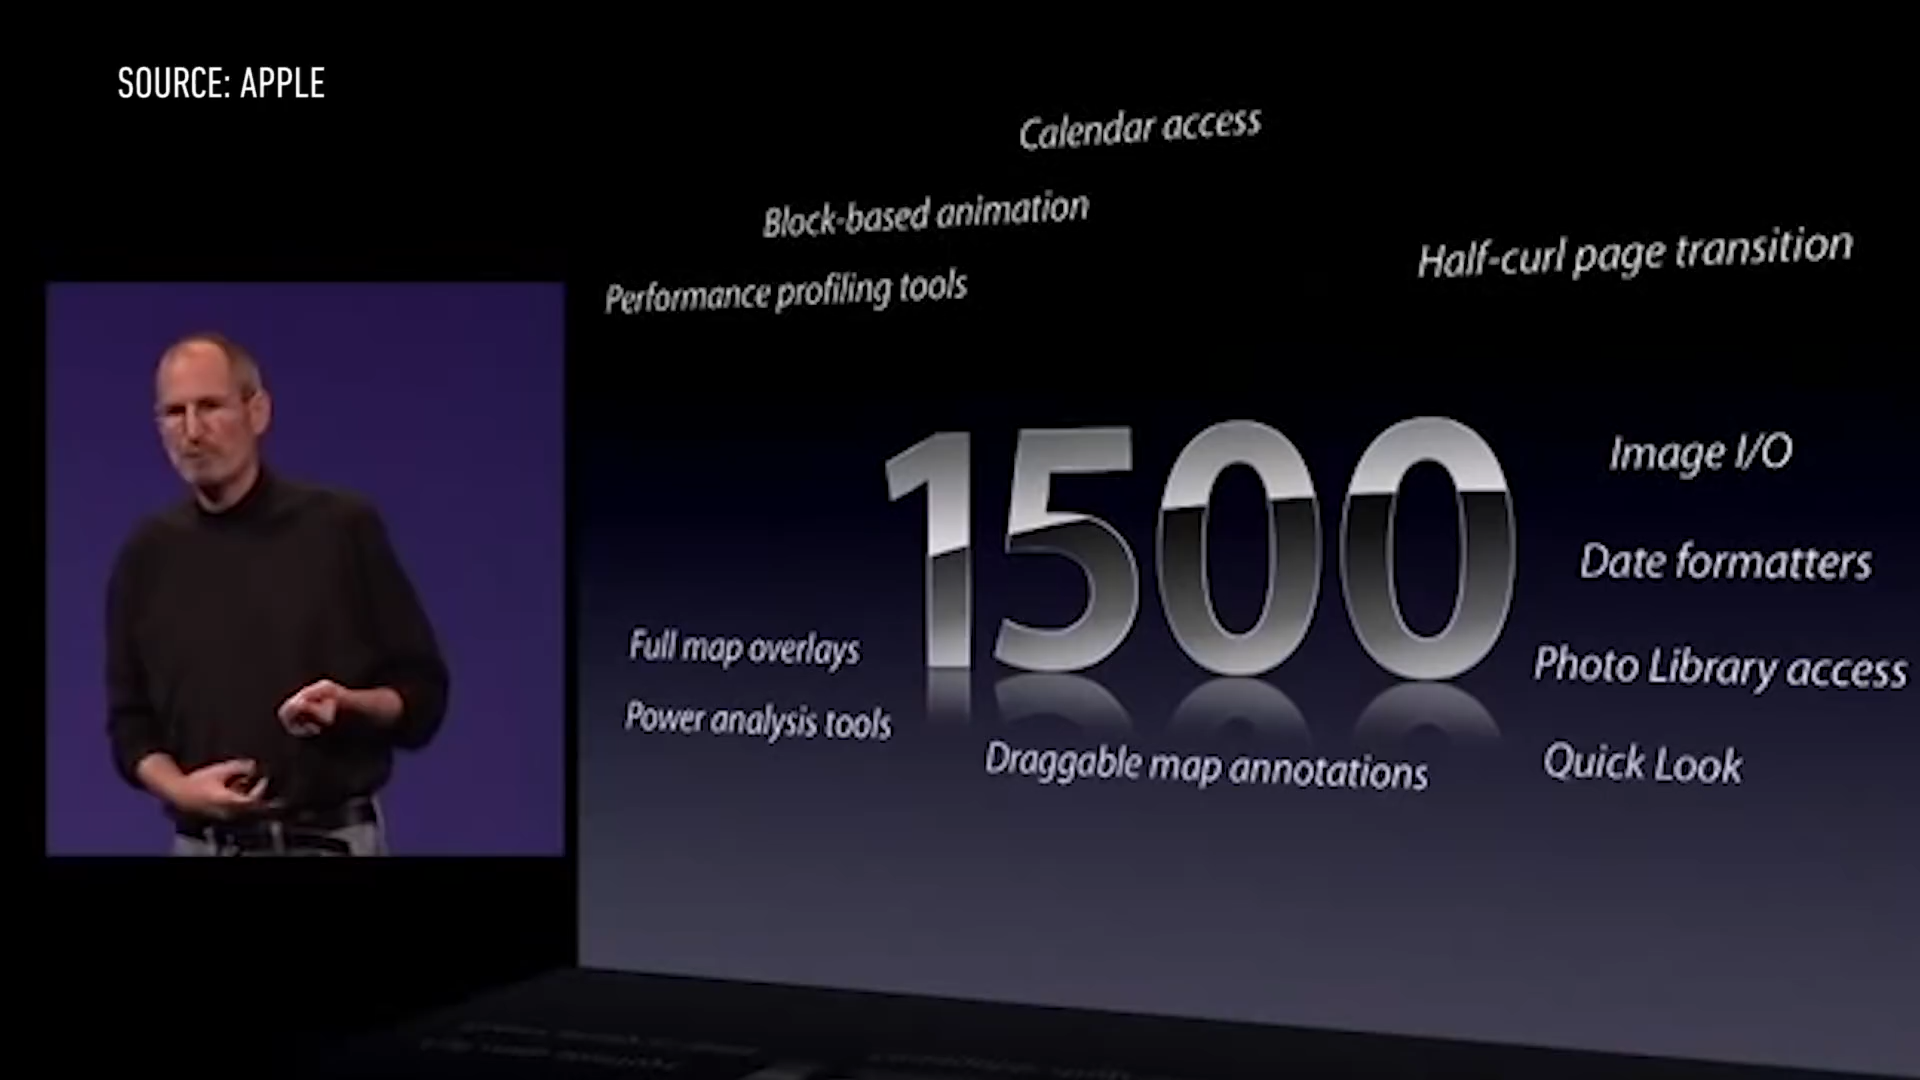 SOURCE: APPLE
Calendar access
Block-based animation
Half-curl page transition
Performance profiling tools
1500
Image I/O
Date formatters
Full map overlays
Photo Library access
Power analysis tools
Draggable map annotations
Quick Look